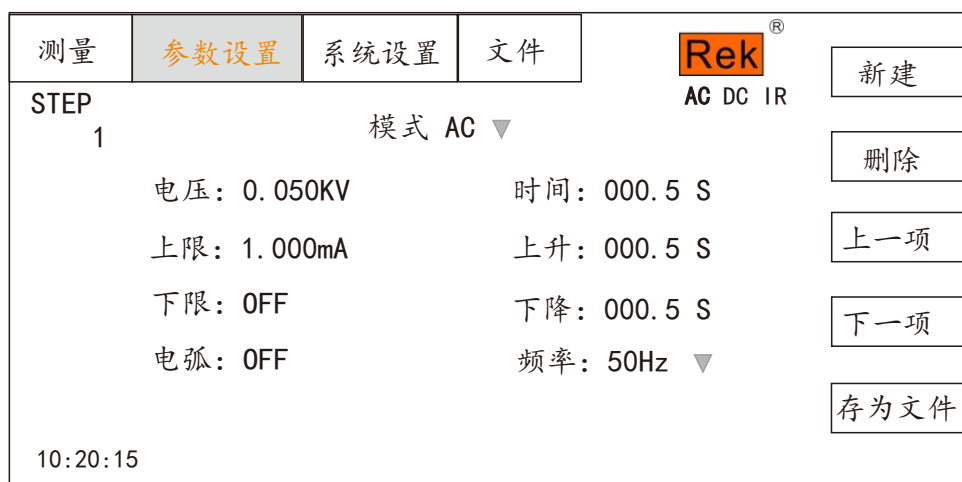 测量 参数设置 系统设置 文件
Rek®
AC DC IR
STEP
1
模式 AC ▼
电压: 0.050KV 时间: 000.5 S
上限: 1.000mA 上升: 000.5 S
下限: OFF 下降: 000.5 S
电弧: OFF 频率: 50Hz ▼
10:20:15
新建
删除
上一项
下一项
存为文件